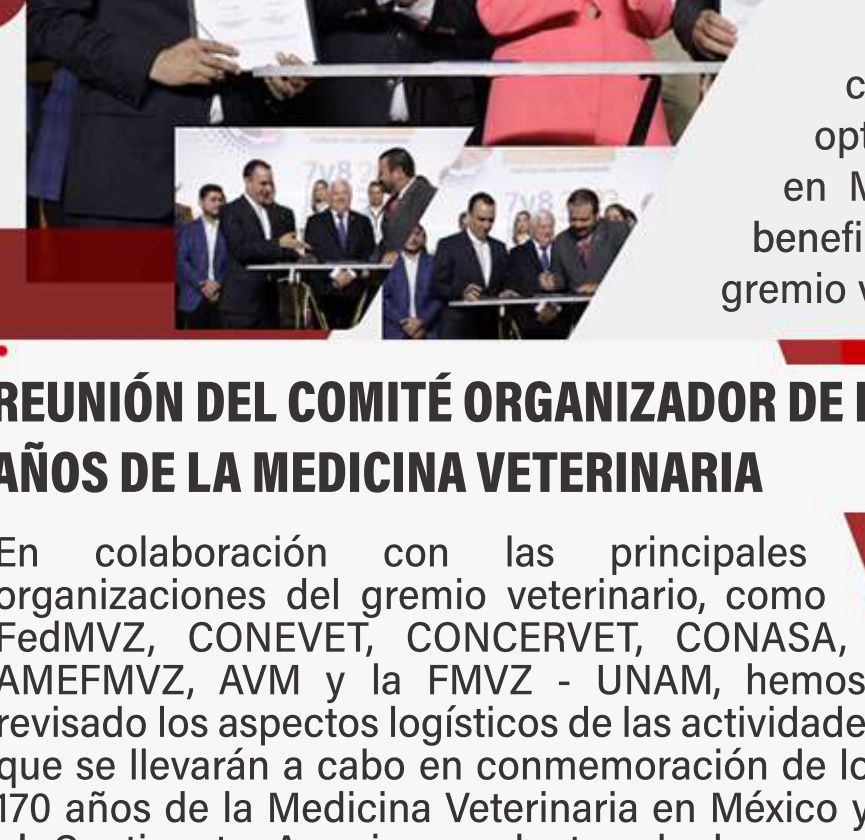 7v8
7v8
opt
en M
benefi
gremio v
REUNIÓN DEL COMITÉ ORGANIZADOR DE
AÑOS DE LA MEDICINA VETERINARIA
En colaboración con las principales
organizaciones del gremio veterinario, como
FedMVZ, CONEVET, CONCERVET, CONASA,
AMEFMVZ, AVM y la FMVZ - UNAM, hemos
revisado los aspectos logísticos de las actividade
que se llevarán a cabo en conmemoración de lo
170 años de la Medicina Veterinaria en México y